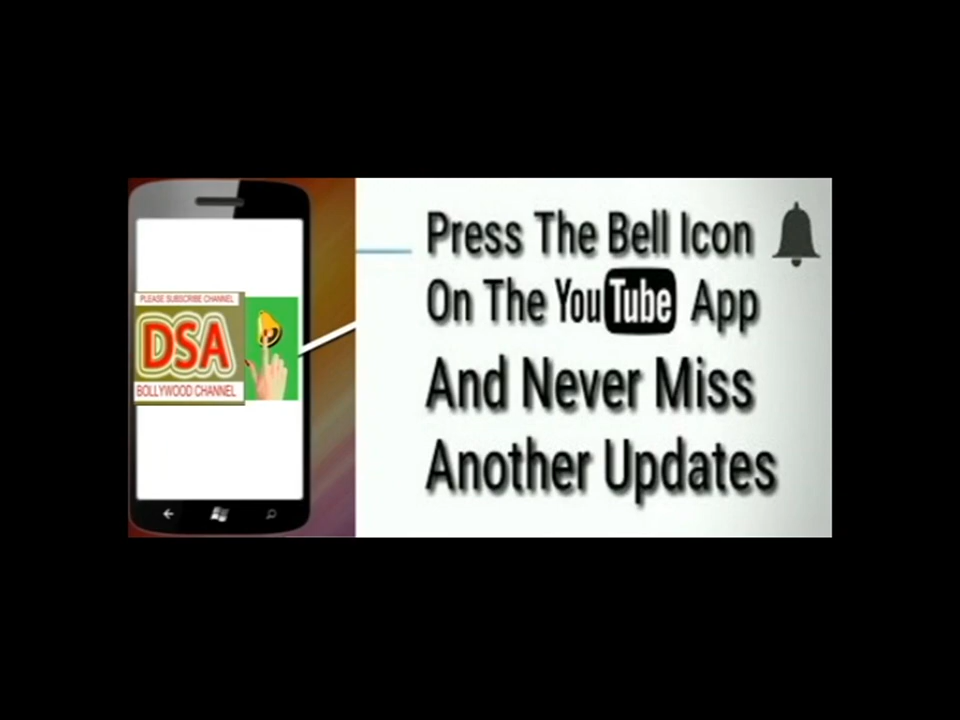 PLEASE SUBSCRIBE CHANNEL
DSA
BOLLYWOOD CHANNEL
Press The Bell Icon
On The YouTube App
And Never Miss
Another Updates